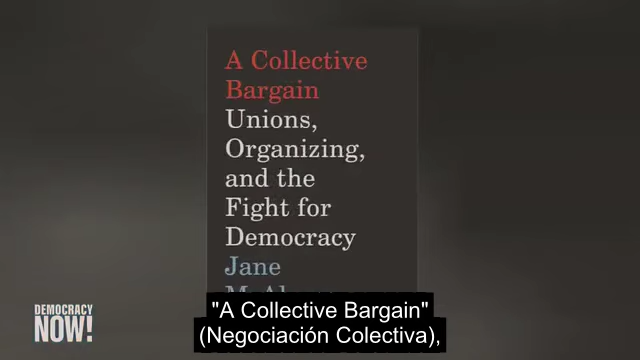 A Collective
Bargain
Unions,
Organizing,
and the
Fight for
Democracy
Jane
"A Collective Bargain"
(Negociación Colectiva),
DEMOCRACY
NOW!